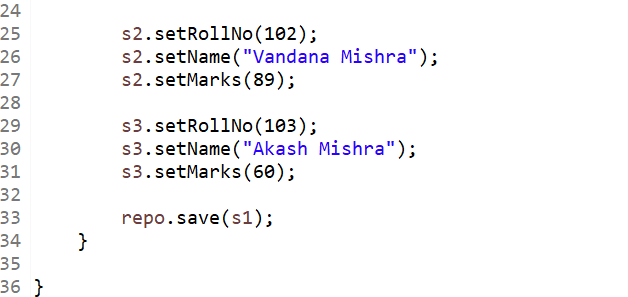 24
25 s2.setRollNo(102);
26 s2.setName("Vandana Mishra");
27 s2.setMarks(89);
28
29 s3.setRollNo(103);
30 s3.setName("Akash Mishra");
31 s3.setMarks(60);
32
33 repo.save(s1);
34 }
35
36 }